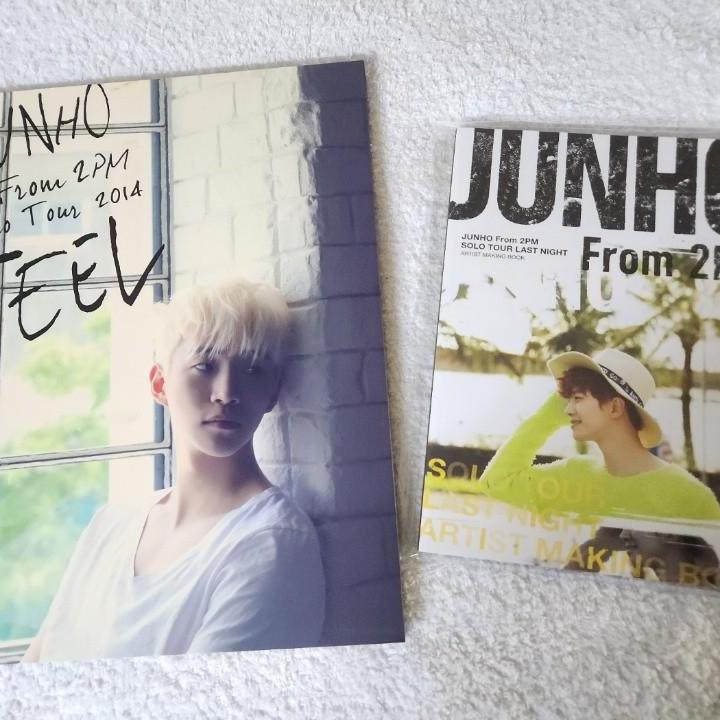 UNHO
From 2PM
o Tour 2014
FEEL
JUNHO
From 2P
JUNHO From 2PM
SOLO TOUR LAST NIGHT
ARTIST MAKING BOOK
SOLO TOUR
LAST NIGHT
ARTIST MAKING BO